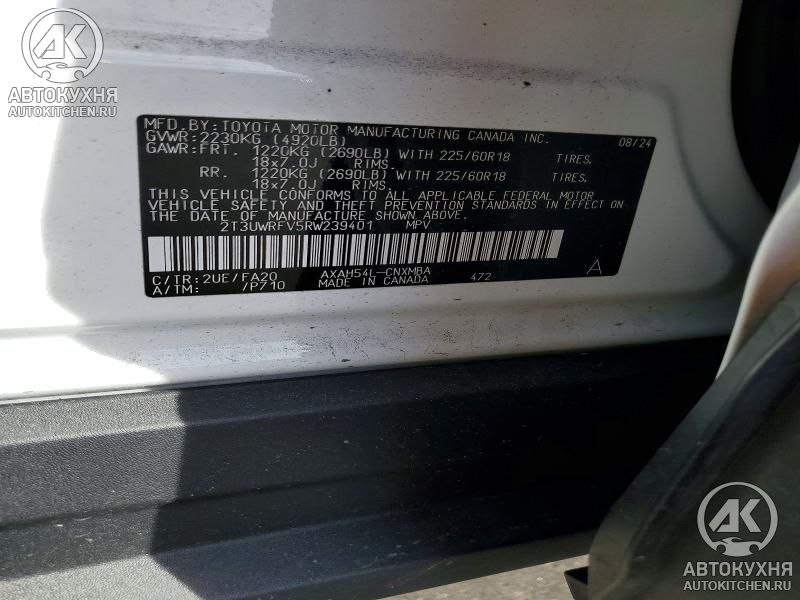 АК
АВТОКУХНЯ
AUTOKITCHEN.RU
MFD. BY: TOYOTA MOTOR MANUFACTURING CANADA INC. 08/24
GVWR: 2230KG (4920LB)
GAWR: FRT. 1220KG (2690LB) WITH 225/60R18 TIRES,
18x7.0J RIMS.
RR. 1220KG (2690LB) WITH 225/60R18 TIRES,
18x7.0J RIMS.
THIS VEHICLE CONFORMS TO ALL APPLICABLE FEDERAL MOTOR
VEHICLE SAFETY AND THEFT PREVENTION STANDARDS IN EFFECT ON
THE DATE OF MANUFACTURE SHOWN ABOVE.
2T3UWRFV5RW239401 MPV
C/TR: 2UE/FA20 AXAH54L-CNXMBA 472 A
A/TM: /P710 MADE IN CANADA
АК
АВТОКУХНЯ
AUTOKITCHEN.RU